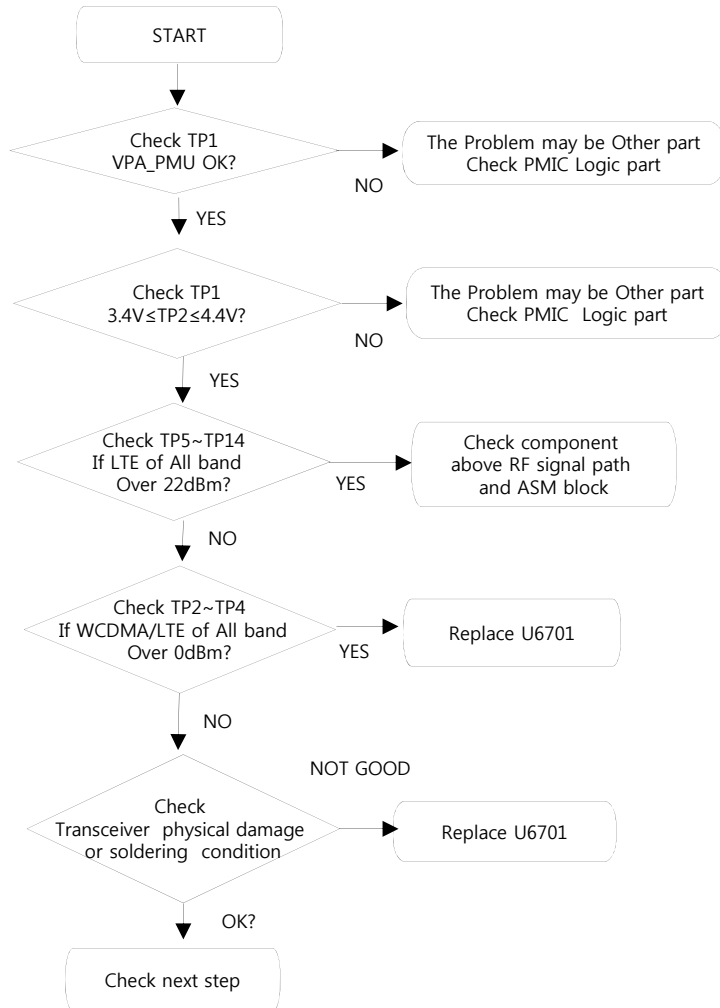 START
Check TP1
VPA_PMU OK?
The Problem may be Other part
Check PMIC Logic part
NO
YES
Check TP1
3.4V≤TP2≤4.4V?
The Problem may be Other part
Check PMIC Logic part
NO
YES
Check TP5~TP14
If LTE of All band
Over 22dBm?
Check component
above RF signal path
and ASM block
YES
NO
Check TP2~TP4
If WCDMA/LTE of All band
Over 0dBm?
Replace U6701
YES
NO
NOT GOOD
Check
Transceiver physical damage
or soldering condition
Replace U6701
OK?
Check next step